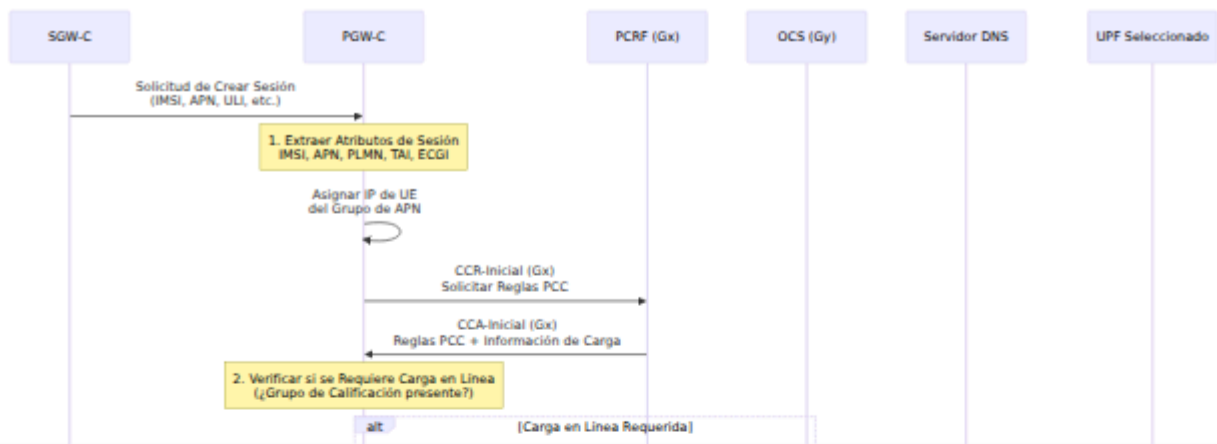 SGW-C
PGW-C
PCRF (Gx)
OCS (Gy)
Servidor DNS
UPF Seleccionado
Solicitud de Crear Sesión
(IMSI, APN, ULI, etc.)
1. Extraer Atributos de Sesión
IMSI, APN, PLMN, TAI, ECGI
Asignar IP de UE
del Grupo de APN
CCR-Inicial (Gx)
Solicitar Reglas PCC
CCA-Inicial (Gx)
Reglas PCC + Información de Carga
2. Verificar si se Requiere Carga en Línea
(¿Grupo de Calificación presente?)
alt
[Carga en Línea Requerida]